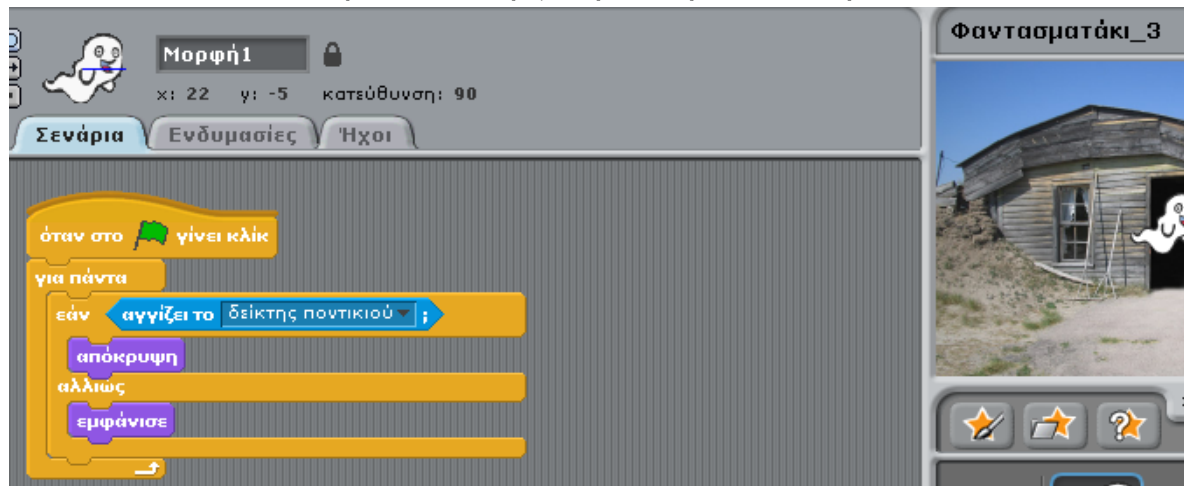 Μορφή1
x: 22 y: -5 κατεύθυνση: 90
Σενάρια Ενδυμασίες Ήχοι
όταν στο γίνει κλίκ
για πάντα
εάν αγγίζει το δείκτης ποντικιού ;
απόκρυψη
αλλιώς
εμφάνισε
Φαντασματάκι_3